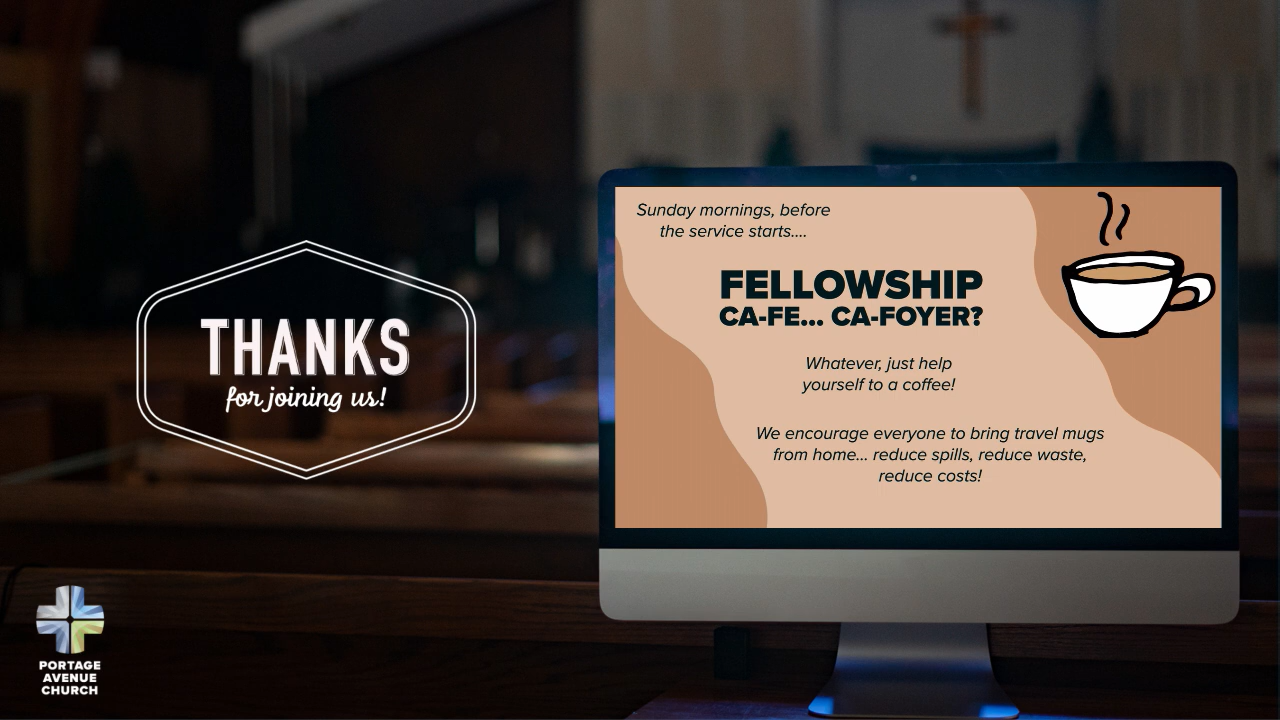 THANKS
for joining us!
PORTAGE
AVENUE
CHURCH
Sunday mornings, before
the service starts....
FELLOWSHIP
CA-FE... CA-FOYER?
Whatever, just help
yourself to a coffee!
We encourage everyone to bring travel mugs
from home... reduce spills, reduce waste,
reduce costs!